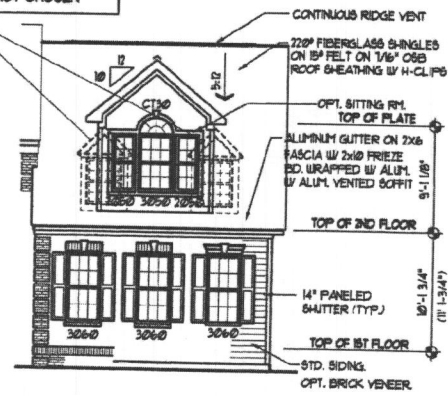 CONTINUOUS RIDGE VENT
220# FIBERGLASS SHINGLES
ON 15# FELT ON 7/16" OSB
ROOF SHEATHING W/ H-CLIPS
12
10
5:12
CT30
OPT. SITTING RM.
TOP OF PLATE
ALUMINUM GUTTER ON 2X6
FASCIA W/ 2x10 FRIEZE
BD. WRAPPED W/ ALUM.
W/ ALUM. VENTED SOFFIT
3050
9'-1 1/8"
TOP OF 2ND FLOOR
10'-1 3/4"
(11'-1 3/4")
14" PANELED
SHUTTER (TYP.)
3060
3060
3060
TOP OF 1ST FLOOR
STD. SIDING.
OPT. BRICK VENEER.